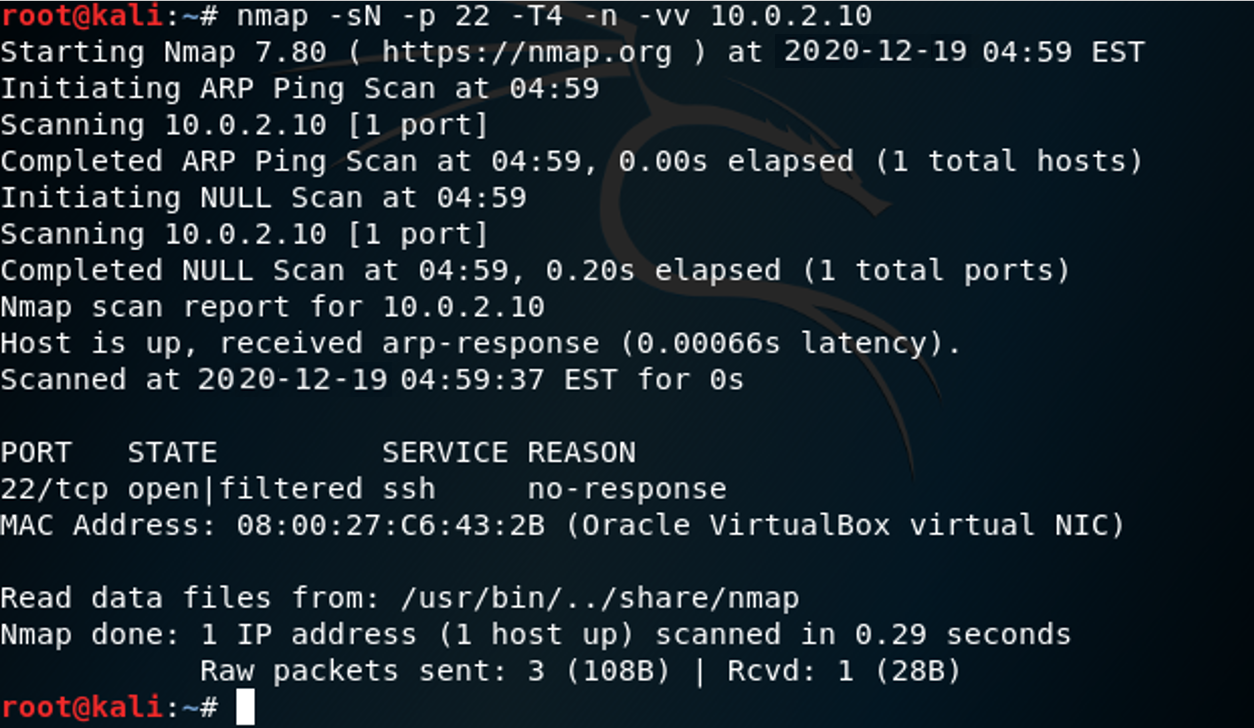 root@kali:~# nmap -sN -p 22 -T4 -n -vv 10.0.2.10
Starting Nmap 7.80 ( https://nmap.org ) at 2020-12-19 04:59 EST
Initiating ARP Ping Scan at 04:59
Scanning 10.0.2.10 [1 port]
Completed ARP Ping Scan at 04:59, 0.00s elapsed (1 total hosts)
Initiating NULL Scan at 04:59
Scanning 10.0.2.10 [1 port]
Completed NULL Scan at 04:59, 0.20s elapsed (1 total ports)
Nmap scan report for 10.0.2.10
Host is up, received arp-response (0.00066s latency).
Scanned at 2020-12-19 04:59:37 EST for 0s
PORT   STATE         SERVICE REASON
22/tcp open|filtered ssh     no-response
MAC Address: 08:00:27:C6:43:2B (Oracle VirtualBox virtual NIC)
Read data files from: /usr/bin/../share/nmap
Nmap done: 1 IP address (1 host up) scanned in 0.29 seconds
           Raw packets sent: 3 (108B) | Rcvd: 1 (28B)
root@kali:~#